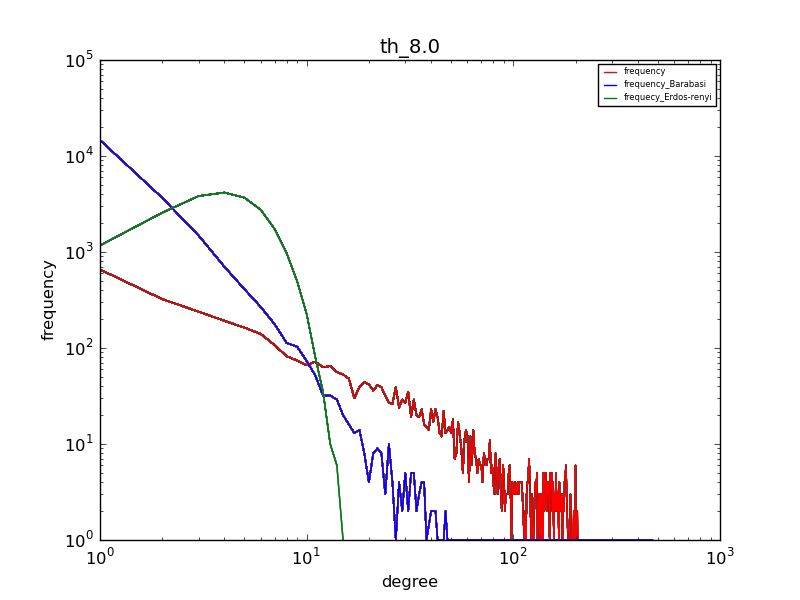 th_8.0
10^5
frequency
frequency_Barabasi
frequecy_Erdos-renyi
10^4
10^3
frequency
10^2
10^1
10^0
10^0 10^1 10^2 10^3
degree